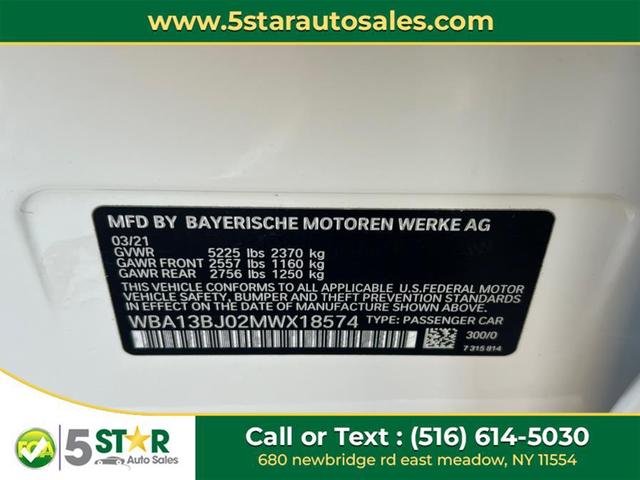 www.5starautosales.com
MFD BY BAYERISCHE MOTOREN WERKE AG
03/21
GVWR 5225 lbs 2370 kg
GAWR FRONT 2557 lbs 1160 kg
GAWR REAR 2756 lbs 1250 kg
THIS VEHICLE CONFORMS TO ALL APPLICABLE U.S.FEDERAL MOTOR
VEHICLE SAFETY, BUMPER AND THEFT PREVENTION STANDARDS
IN EFFECT ON THE DATE OF MANUFACTURE SHOWN ABOVE.
WBA13BJ02MWX18574 TYPE: PASSENGER CAR
300/0
7 315 814
5 STAR
Auto Sales
Call or Text : (516) 614-5030
680 newbridge rd east meadow, NY 11554